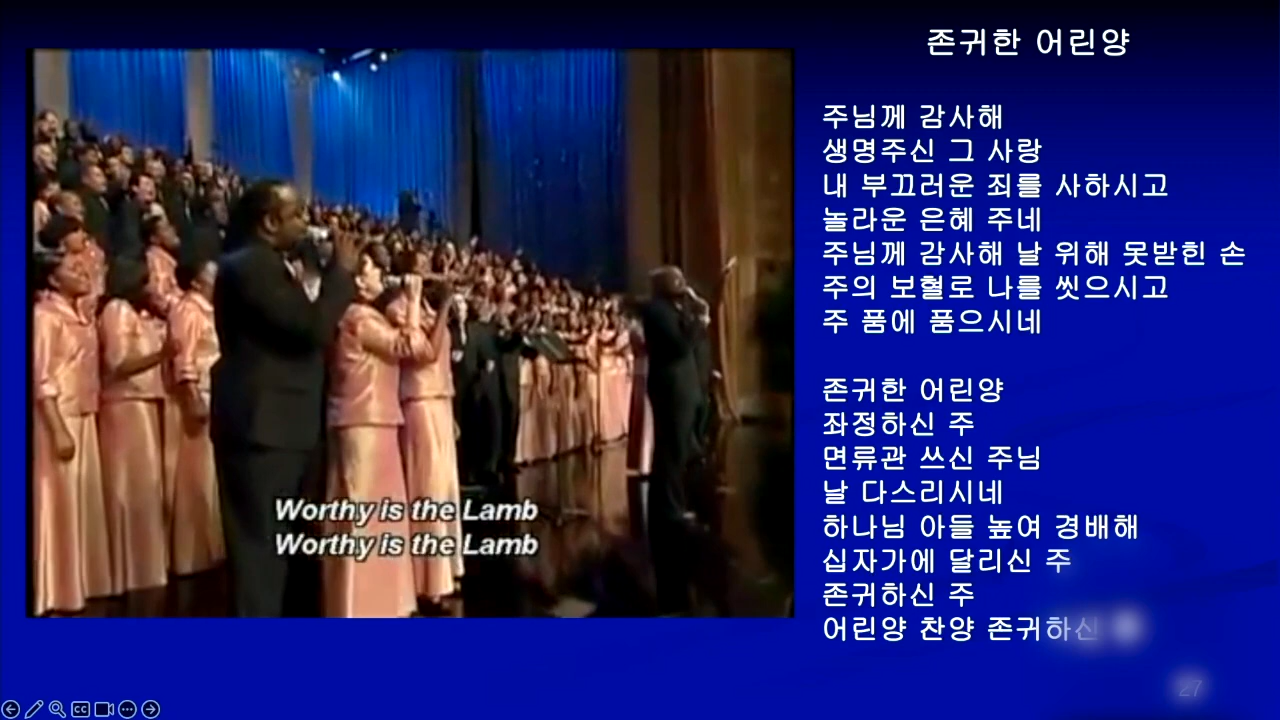 존귀한 어린양
주님께 감사해
생명주신 그 사랑
내 부끄러운 죄를 사하시고
놀라운 은혜 주네
주님께 감사해 날 위해 못받힌 손
주의 보혈로 나를 씻으시고
주 품에 품으시네
존귀한 어린양
좌정하신 주
면류관 쓰신 주님
날 다스리시네
하나님 아들 높여 경배해
십자가에 달리신 주
존귀하신 주
어린양 찬양 존귀하신
Worthy is the Lamb
Worthy is the Lamb
27
CC